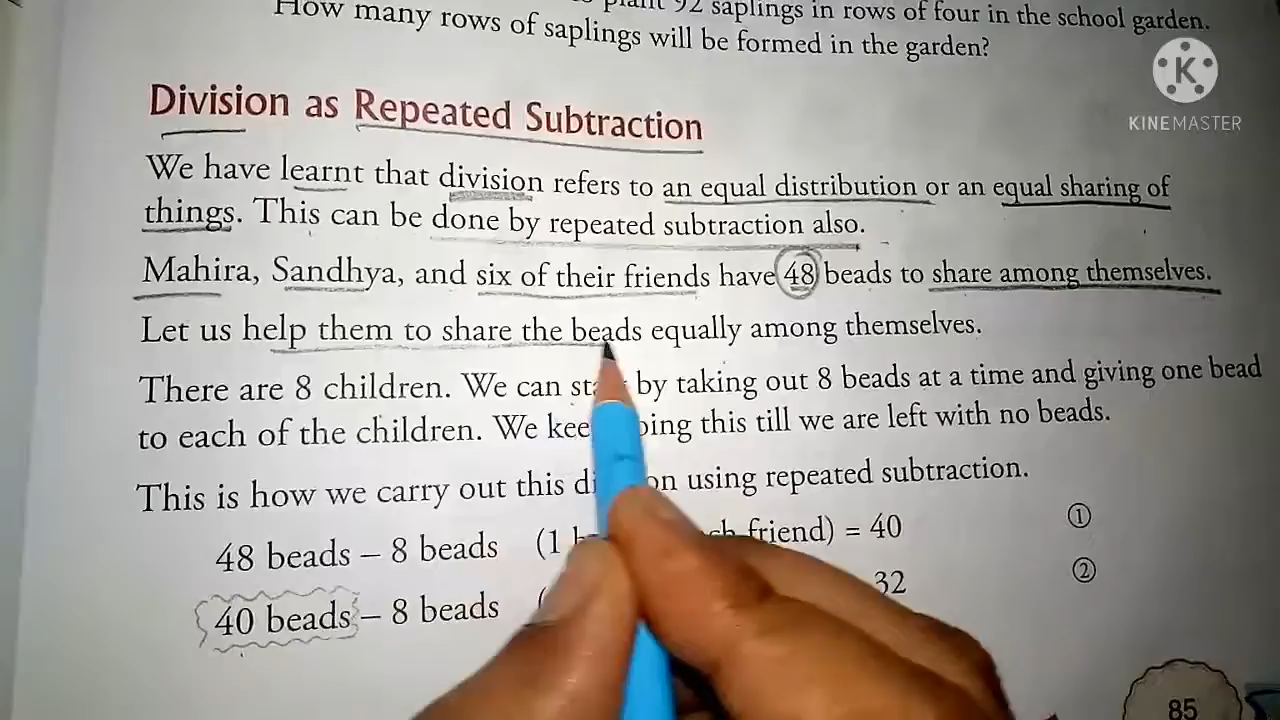 plant 92 saplings in rows of four in the school garden.
How many rows of saplings will be formed in the garden?
KINEMASTER
Division as Repeated Subtraction
We have learnt that division refers to an equal distribution or an equal sharing of
things. This can be done by repeated subtraction also.
Mahira, Sandhya, and six of their friends have 48 beads to share among themselves.
Let us help them to share the beads equally among themselves.
There are 8 children. We can by taking out 8 beads at a time and giving one bead
to each of the children. We this till we are left with no beads.
This is how we carry out this using repeated subtraction.
48 beads – 8 beads (1 friend) = 40 ①
40 beads – 8 beads ( 32 ②
85